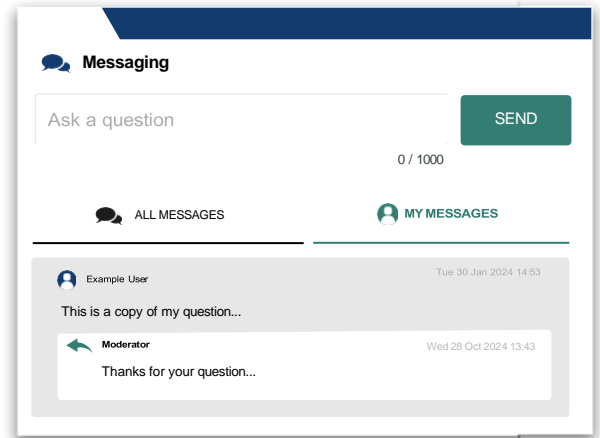 Messaging
Ask a question
SEND
0 / 1000
ALL MESSAGES
MY MESSAGES
Example User
Tue 30 Jan 2024 14:53
This is a copy of my question...
Moderator
Wed 28 Oct 2024 13:43
Thanks for your question...